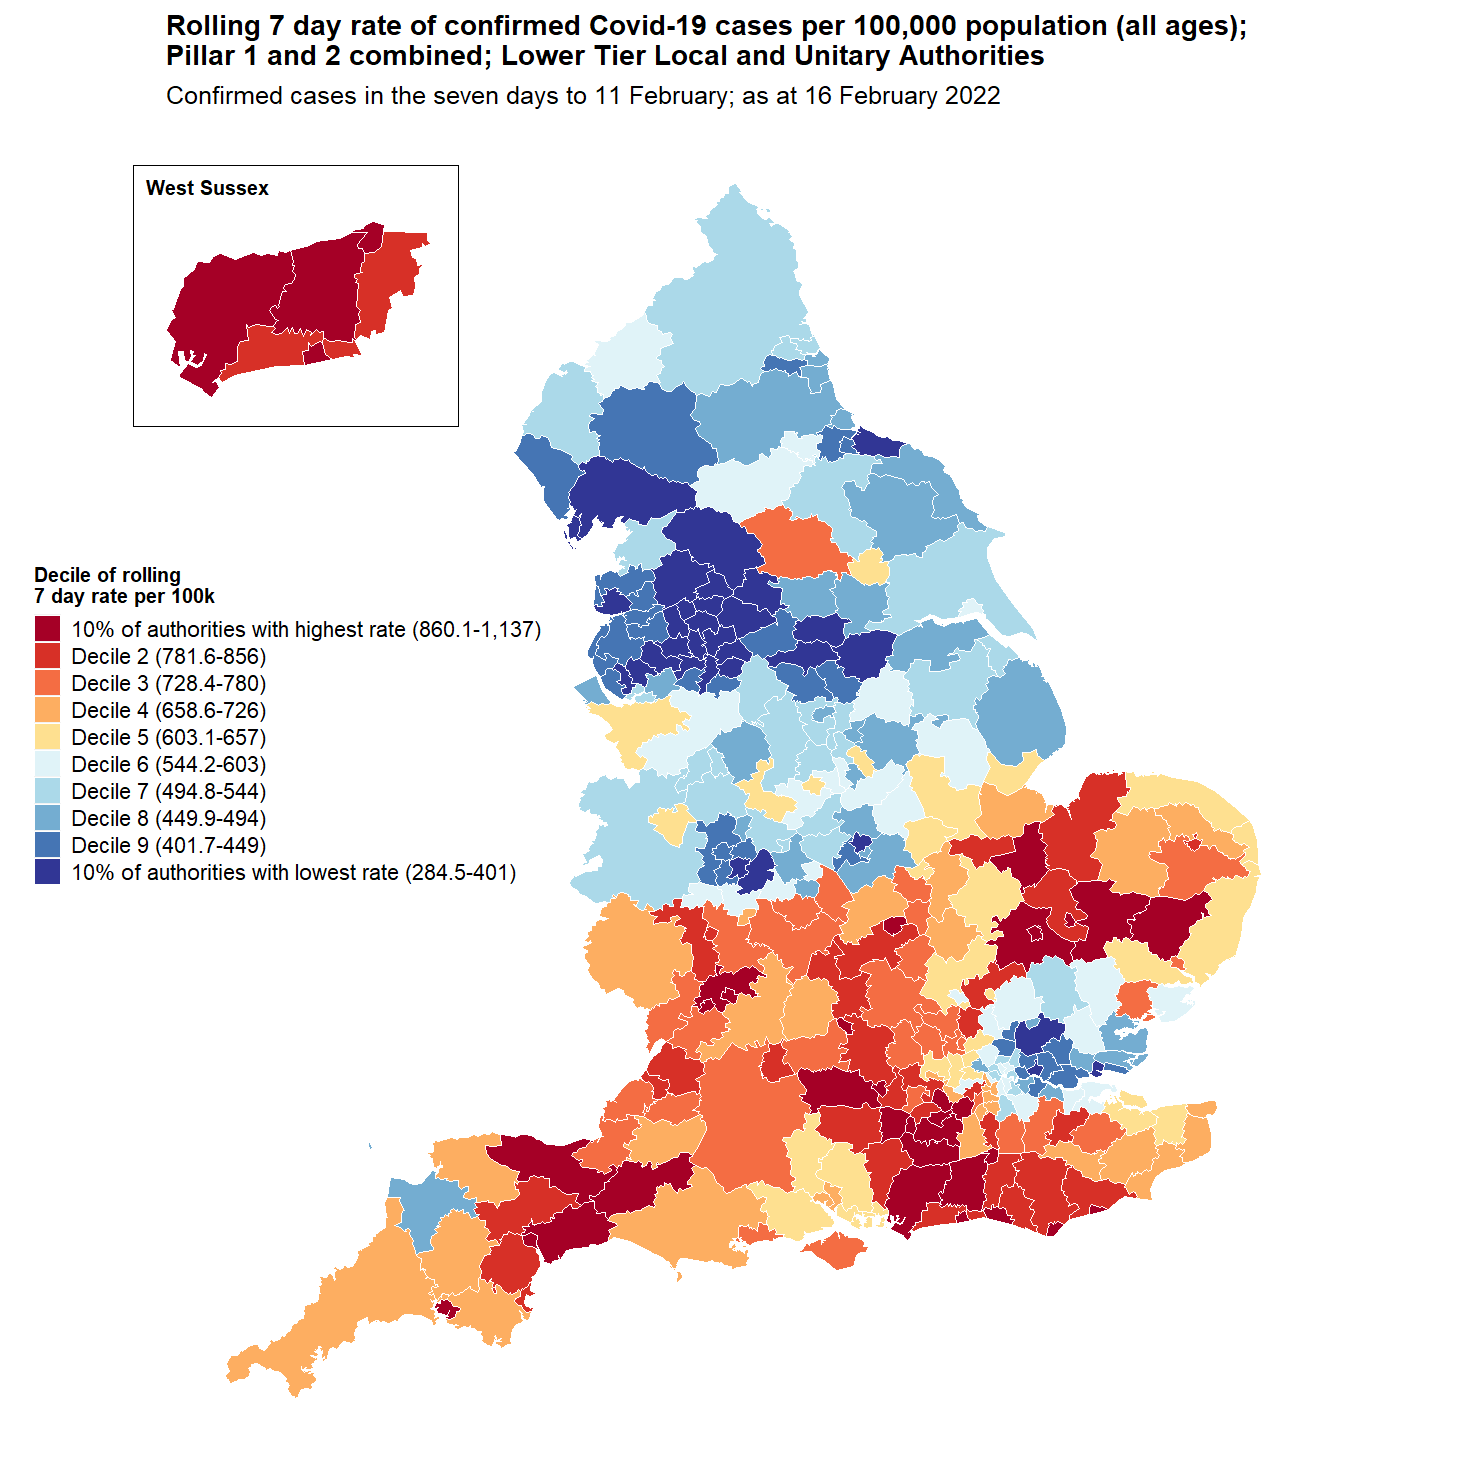 Rolling 7 day rate of confirmed Covid-19 cases per 100,000 population (all ages);
Pillar 1 and 2 combined; Lower Tier Local and Unitary Authorities
Confirmed cases in the seven days to 11 February; as at 16 February 2022
West Sussex
Decile of rolling
7 day rate per 100k
10% of authorities with highest rate (860.1-1,137)
Decile 2 (781.6-856)
Decile 3 (728.4-780)
Decile 4 (658.6-726)
Decile 5 (603.1-657)
Decile 6 (544.2-603)
Decile 7 (494.8-544)
Decile 8 (449.9-494)
Decile 9 (401.7-449)
10% of authorities with lowest rate (284.5-401)